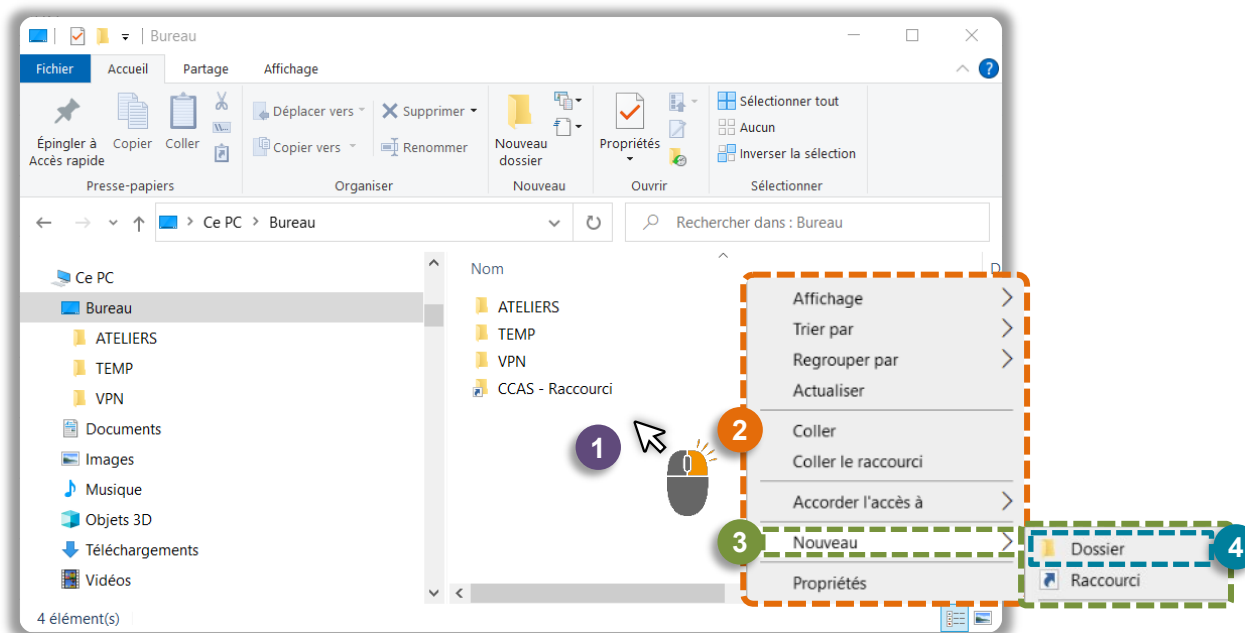 Bureau
Fichier Accueil Partage Affichage
?
Épingler à
Accès rapide
Copier
Coller
Déplacer vers
Copier vers
Supprimer
Renommer
Nouveau
dossier
Propriétés
Sélectionner tout
Aucun
Inverser la sélection
Presse-papiers Organiser Nouveau Ouvrir Sélectionner
Ce PC > Bureau
Rechercher dans : Bureau
Ce PC
Bureau
ATELIERS
TEMP
VPN
Documents
Images
Musique
Objets 3D
Téléchargements
Vidéos
Nom
D
ATELIERS
TEMP
VPN
CCAS - Raccourci
1
2
Affichage
Trier par
Regrouper par
Actualiser
Coller
Coller le raccourci
Accorder l'accès à
3
Nouveau
Propriétés
Dossier
4
Raccourci
4 élément(s)